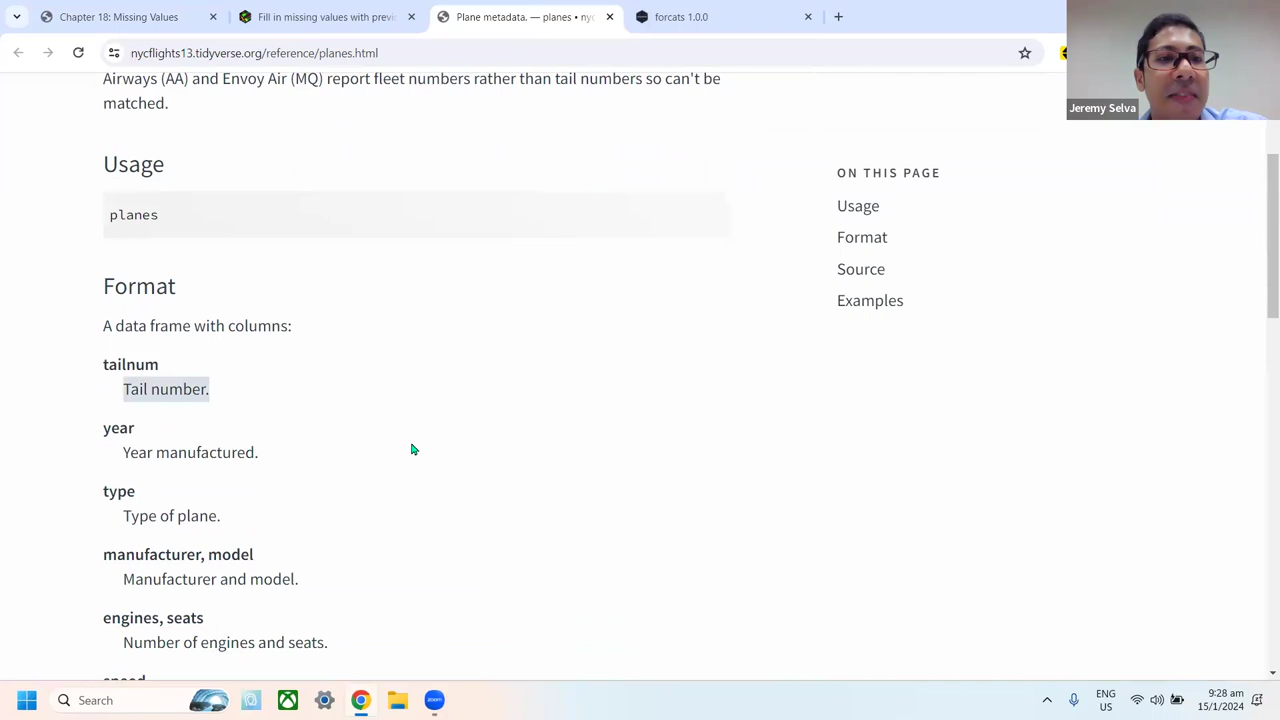 Chapter 18: Missing Values
Fill in missing values with previ
Plane metadata. — planes • nyc
forcats 1.0.0
nycflights13.tidyverse.org/reference/planes.html
Airways (AA) and Envoy Air (MQ) report fleet numbers rather than tail numbers so can't be
matched.
Jeremy Selva
Usage
planes
ON THIS PAGE
Usage
Format
Source
Examples
Format
A data frame with columns:
tailnum
Tail number.
year
Year manufactured.
type
Type of plane.
manufacturer, model
Manufacturer and model.
engines, seats
Number of engines and seats.
speed
Search
zoom
ENG
US
9:28 am
15/1/2024